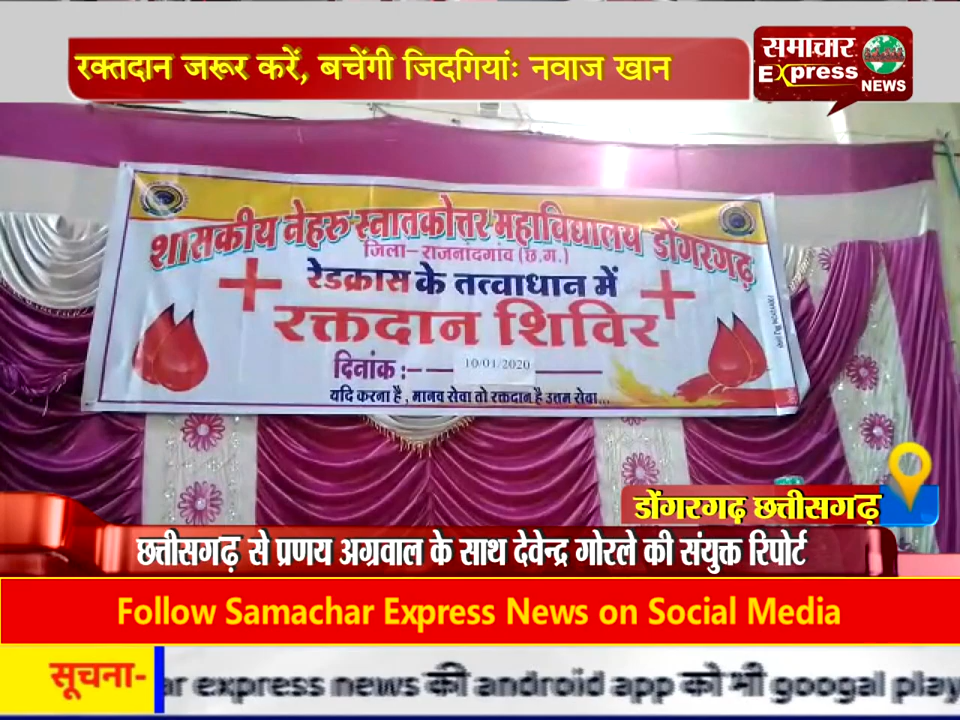 रक्तदान जरूर करें, बचेंगी जिदगियांः नवाज खान
समाचार
Express
NEWS
शासकीय नेहरु स्नातकोत्तर महाविद्यालय डोंगरगढ़
जिला- राजनांदगांव (छ.ग.)
रेडक्रास के तत्वाधान में
रक्तदान शिविर
दिनांक :- 10/01/2020
यदि करना है, मानव सेवा तो रक्तदान है उत्तम सेवा...
डोंगरगढ़ छत्तीसगढ़
छत्तीसगढ़ से प्रणय अग्रवाल के साथ देवेन्द्र गोरले की संयुक्त रिपोर्ट
Follow Samachar Express News on Social Media
सूचना- ar express news की android app को भी googal play